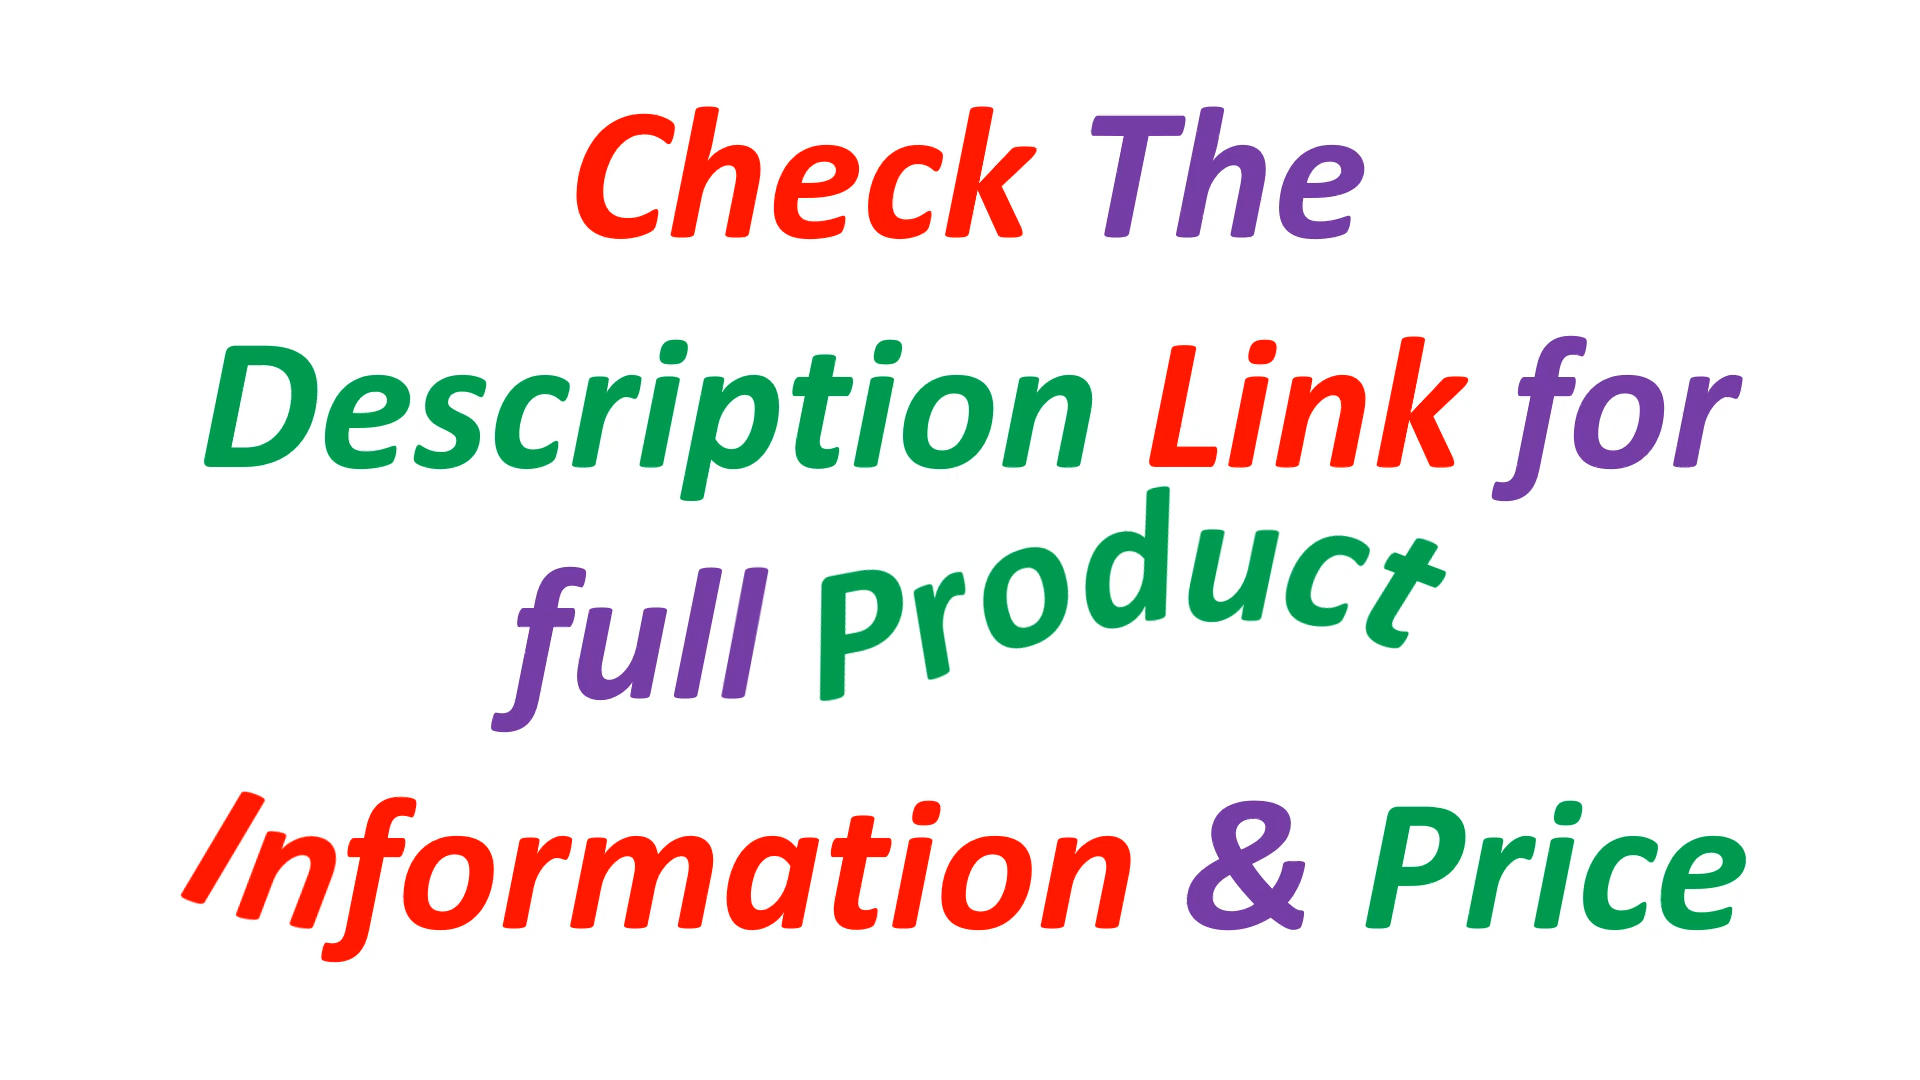 Check The
Description Link for
full Product
Information & Price